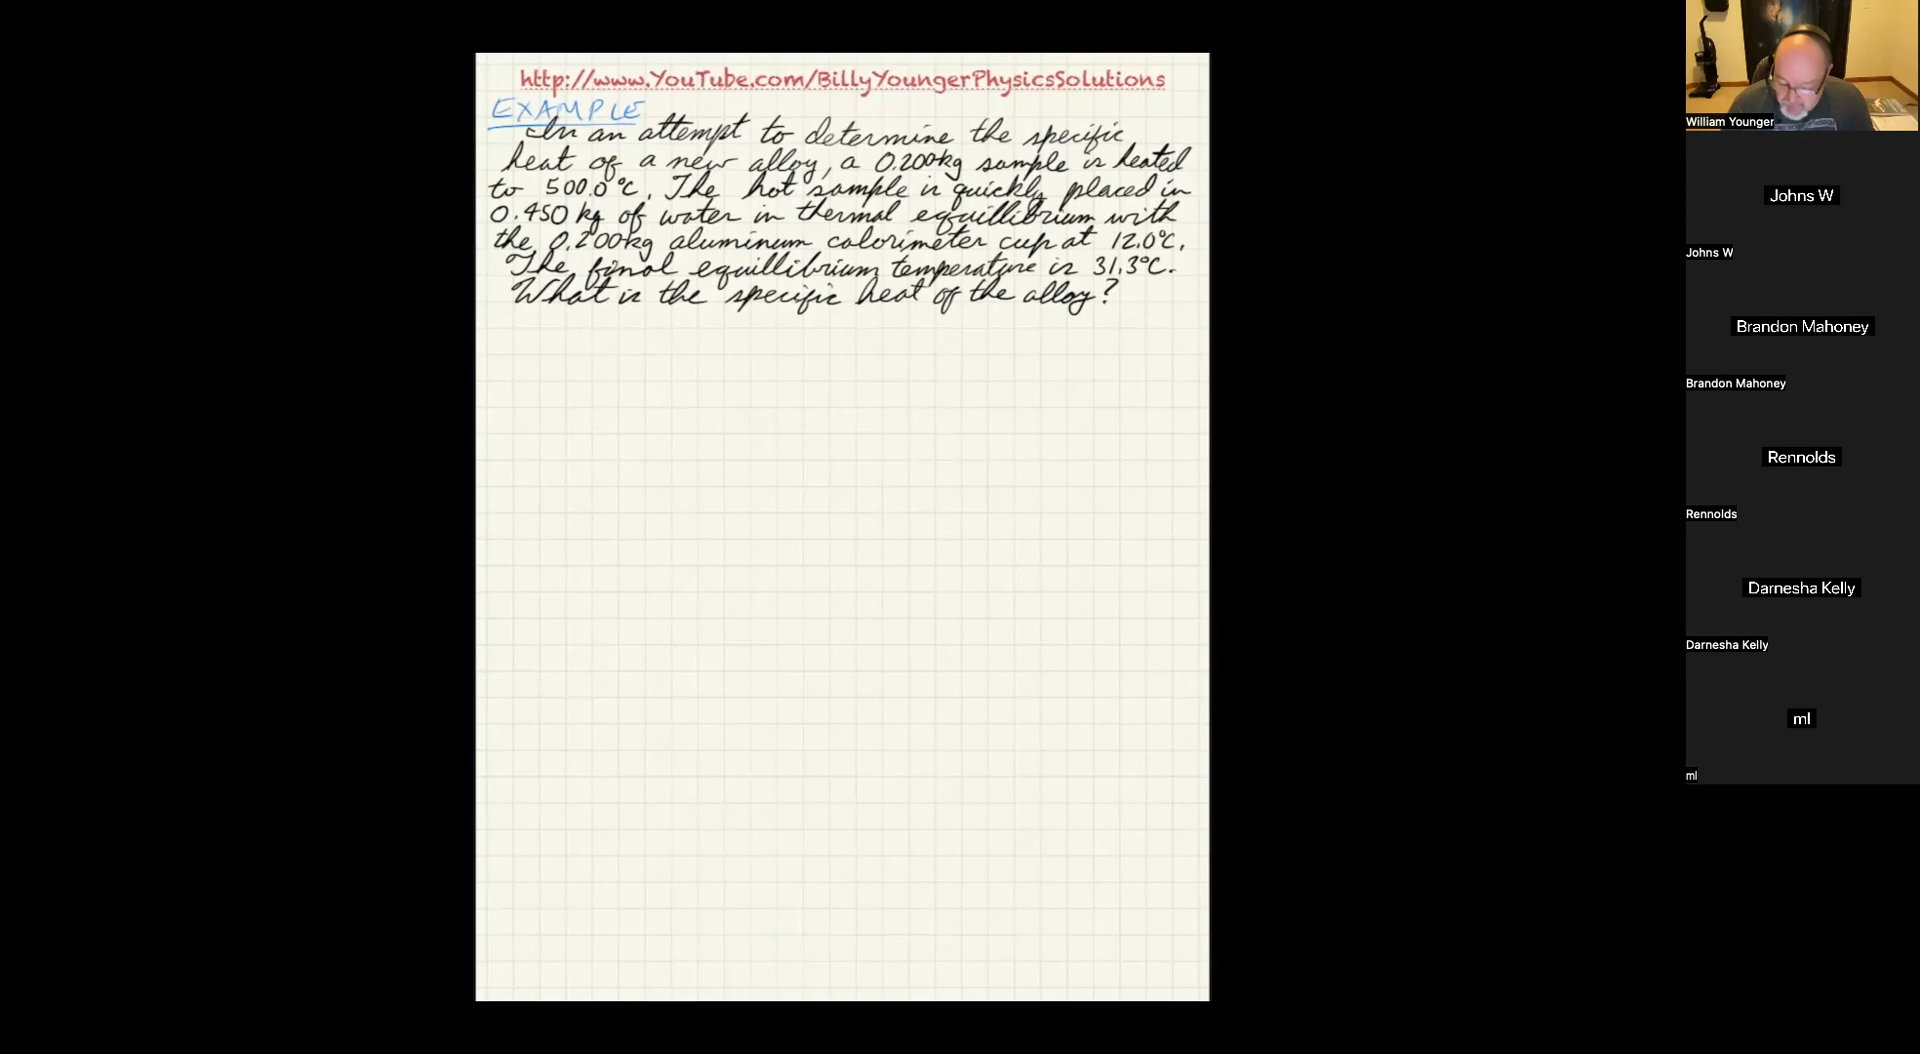 http://www.YouTube.com/BillyYoungerPhysicsSolutions
EXAMPLE
In an attempt to determine the specific
heat of a new alloy, a 0.200kg sample is heated
to 500.0°C. The hot sample is quickly placed in
0.450 kg of water in thermal equillibrium with
the 0.200kg aluminum calorimeter cup at 12.0°C.
The final equillibrium temperature is 31.3°C.
What is the specific heat of the alloy?
William Younger
Johns W
Johns W
Brandon Mahoney
Brandon Mahoney
Rennolds
Rennolds
Darnesha Kelly
Darnesha Kelly
ml
ml